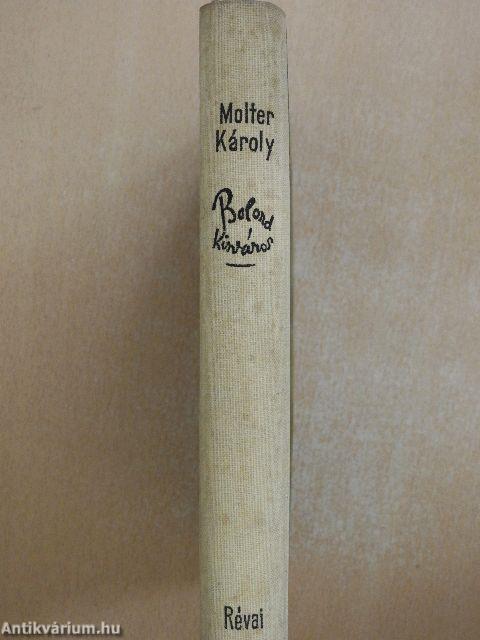 Molter
Károly
Bolond
Kisváros
Révai
Antikvárium.hu